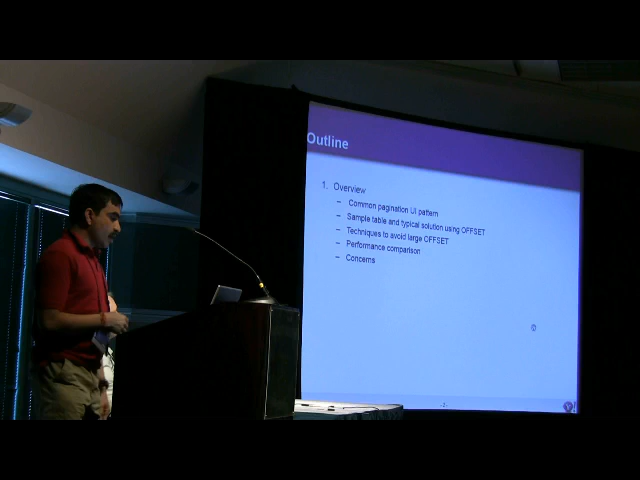 Outline
1. Overview
– Common pagination UI pattern
– Sample table and typical solution using OFFSET
– Techniques to avoid large OFFSET
– Performance comparison
– Concerns
- 2 -
Y!